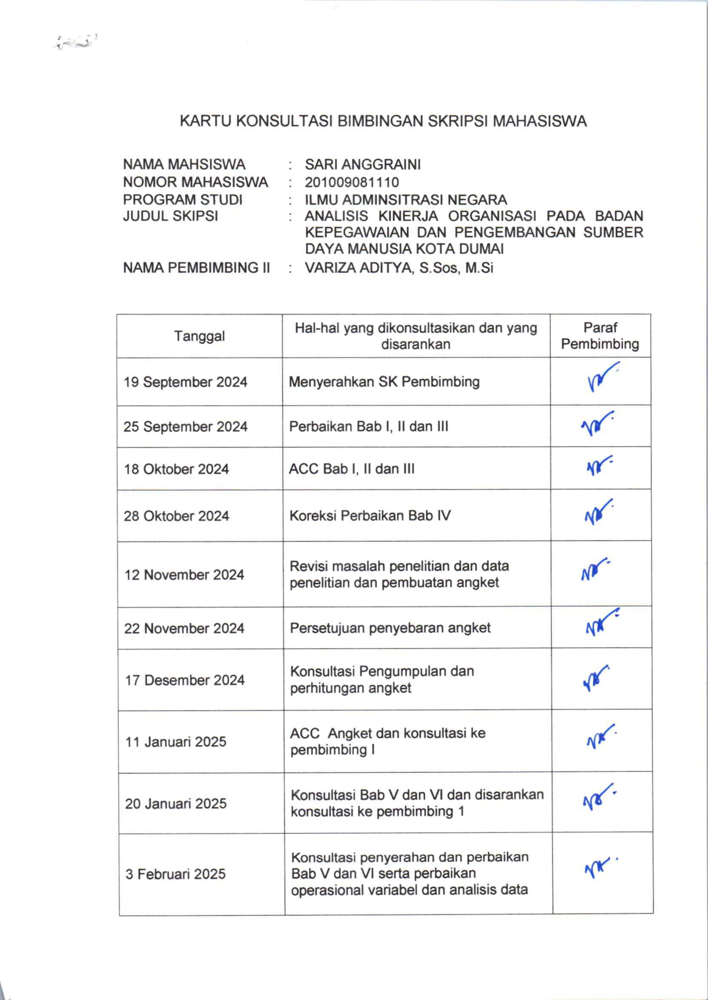 KARTU KONSULTASI BIMBINGAN SKRIPSI MAHASISWA
NAMA MAHSISWA : SARI ANGGRAINI
NOMOR MAHASISWA : 201009081110
PROGRAM STUDI : ILMU ADMINSITRASI NEGARA
JUDUL SKIPSI : ANALISIS KINERJA ORGANISASI PADA BADAN
KEPEGAWAIAN DAN PENGEMBANGAN SUMBER
DAYA MANUSIA KOTA DUMAI
NAMA PEMBIMBING II : VARIZA ADITYA, S.Sos, M.Si
Tanggal
Hal-hal yang dikonsultasikan dan yang
disarankan
Paraf
Pembimbing
19 September 2024
Menyerahkan SK Pembimbing
25 September 2024
Perbaikan Bab I, II dan III
18 Oktober 2024
ACC Bab I, II dan III
28 Oktober 2024
Koreksi Perbaikan Bab IV
12 November 2024
Revisi masalah penelitian dan data
penelitian dan pembuatan angket
22 November 2024
Persetujuan penyebaran angket
17 Desember 2024
Konsultasi Pengumpulan dan
perhitungan angket
11 Januari 2025
ACC  Angket dan konsultasi ke
pembimbing I
20 Januari 2025
Konsultasi Bab V dan VI dan disarankan
konsultasi ke pembimbing 1
3 Februari 2025
Konsultasi penyerahan dan perbaikan
Bab V dan VI serta perbaikan
operasional variabel dan analisis data